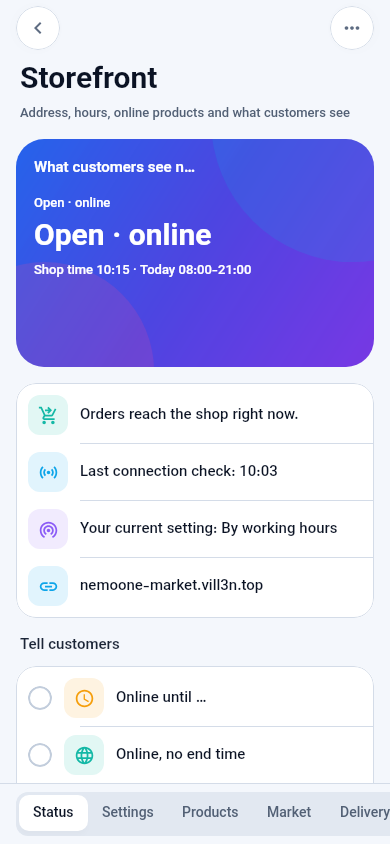 Storefront
Address, hours, online products and what customers see
What customers see n…
Open · online
Open · online
Shop time 10:15 · Today 08:00–21:00
Orders reach the shop right now.
Last connection check: 10:03
Your current setting: By working hours
nemoone-market.vill3n.top
Tell customers
Online until …
Online, no end time
Status Settings Products Market Delivery